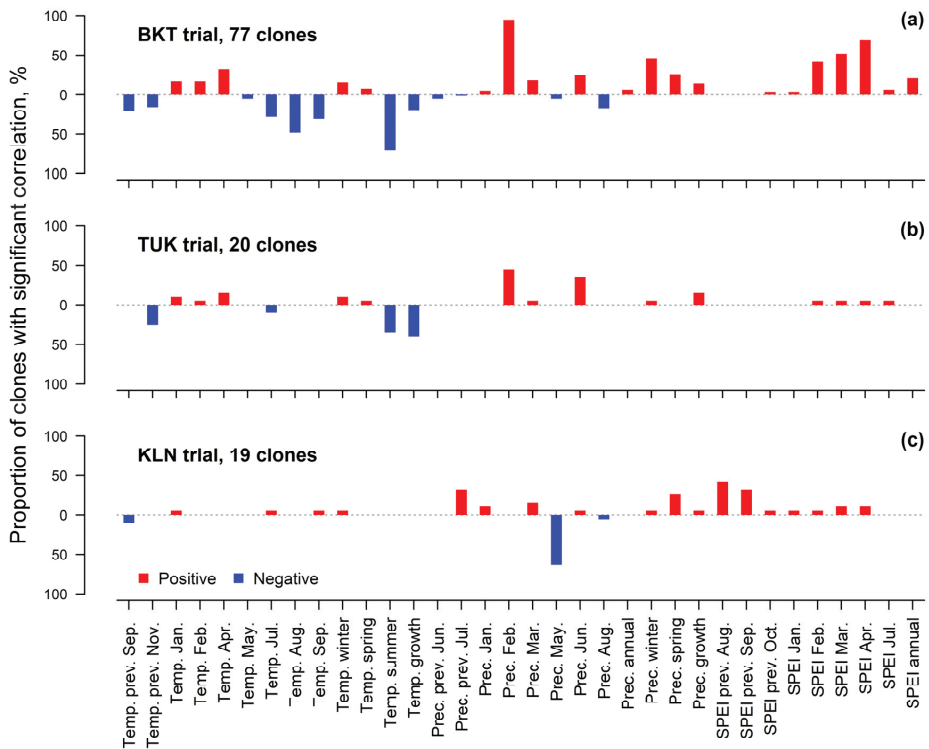 Proportion of clones with significant correlation, %
100
50
0
50
100
BKT trial, 77 clones
(a)
100
50
0
50
100
TUK trial, 20 clones
(b)
100
50
0
50
100
KLN trial, 19 clones
(c)
Positive
Negative
Temp. prev. Sep.
Temp. prev. Nov.
Temp. Jan.
Temp. Feb.
Temp. Apr.
Temp. May.
Temp. Jul.
Temp. Aug.
Temp. Sep.
Temp. winter
Temp. spring
Temp. summer
Temp. growth
Prec. prev. Jun.
Prec. prev. Jul.
Prec. Jan.
Prec. Feb.
Prec. Mar.
Prec. May.
Prec. Jun.
Prec. Aug.
Prec. annual
Prec. winter
Prec. spring
Prec. growth
SPEI prev. Aug.
SPEI prev. Sep.
SPEI prev. Oct.
SPEI Jan.
SPEI Feb.
SPEI Mar.
SPEI Apr.
SPEI Jul.
SPEI annual